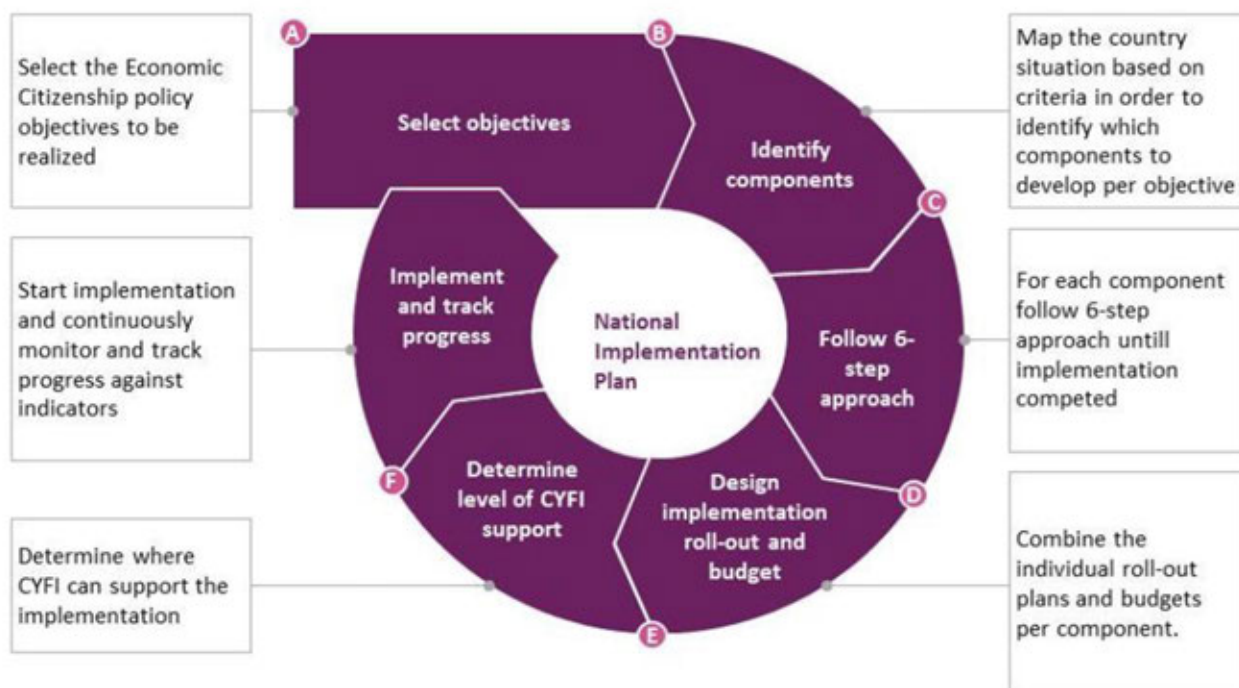 A
Select objectives
Select the Economic
Citizenship policy
objectives to be
realized
B
Identify
components
Map the country
situation based on
criteria in order to
identify which
components to
develop per objective
C
Follow 6-
step
approach
For each component
follow 6-step
approach untill
implementation
competed
D
Design
implementation
roll-out and
budget
Combine the
individual roll-out
plans and budgets
per component.
E
Determine
level of CYFI
support
Determine where
CYFI can support the
implementation
F
Implement
and track
progress
Start implementation
and continuously
monitor and track
progress against
indicators
National
Implementation
Plan